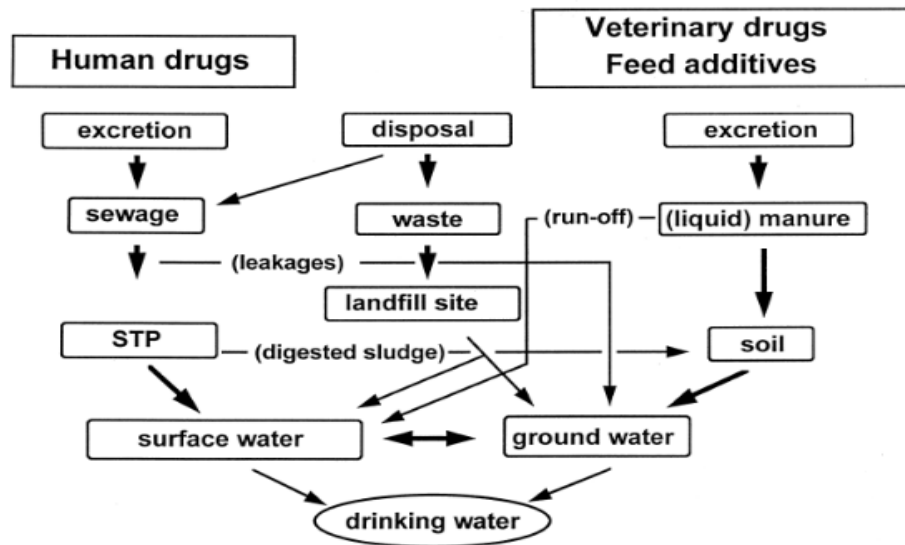 Human drugs
Veterinary drugs
Feed additives
excretion
disposal
excretion
sewage
waste
(run-off)
(liquid) manure
(leakages)
landfill site
STP
(digested sludge)
soil
surface water
ground water
drinking water